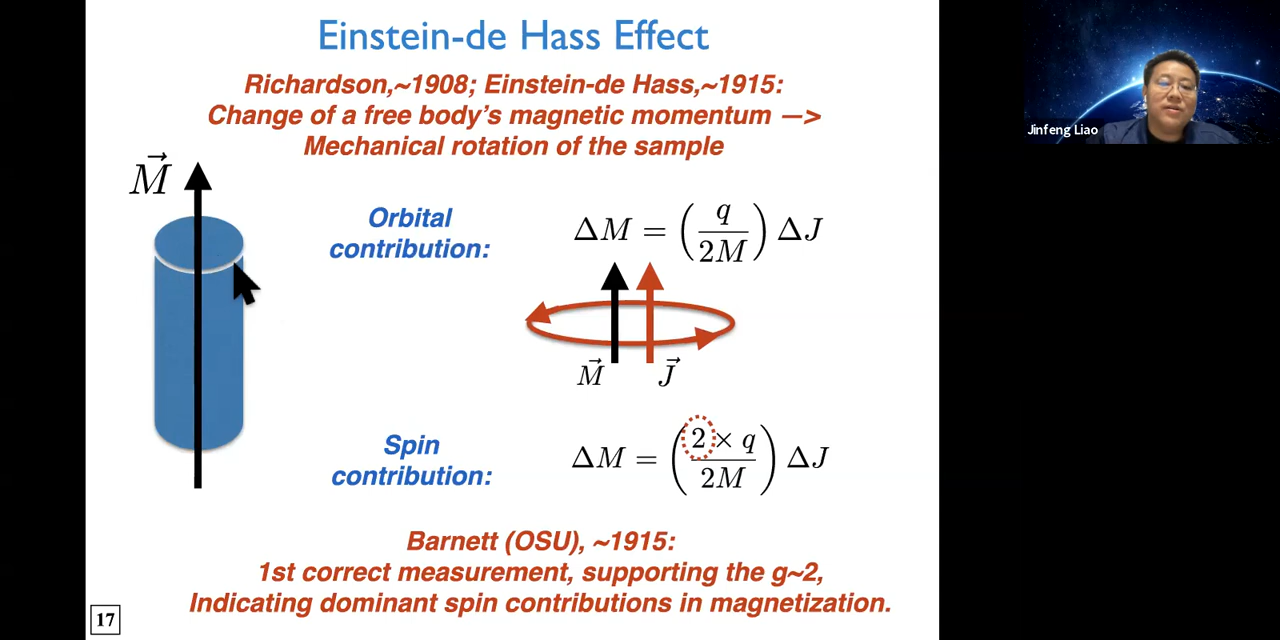 Einstein-de Hass Effect
Richardson,~1908; Einstein-de Hass,~1915:
Change of a free body's magnetic momentum —>
Mechanical rotation of the sample
Jinfeng Liao
M⃗
Orbital
contribution:
ΔM = (q/2M) ΔJ
M⃗ J⃗
Spin
contribution:
ΔM = (2 × q/2M) ΔJ
Barnett (OSU), ~1915:
1st correct measurement, supporting the g~2,
Indicating dominant spin contributions in magnetization.
17